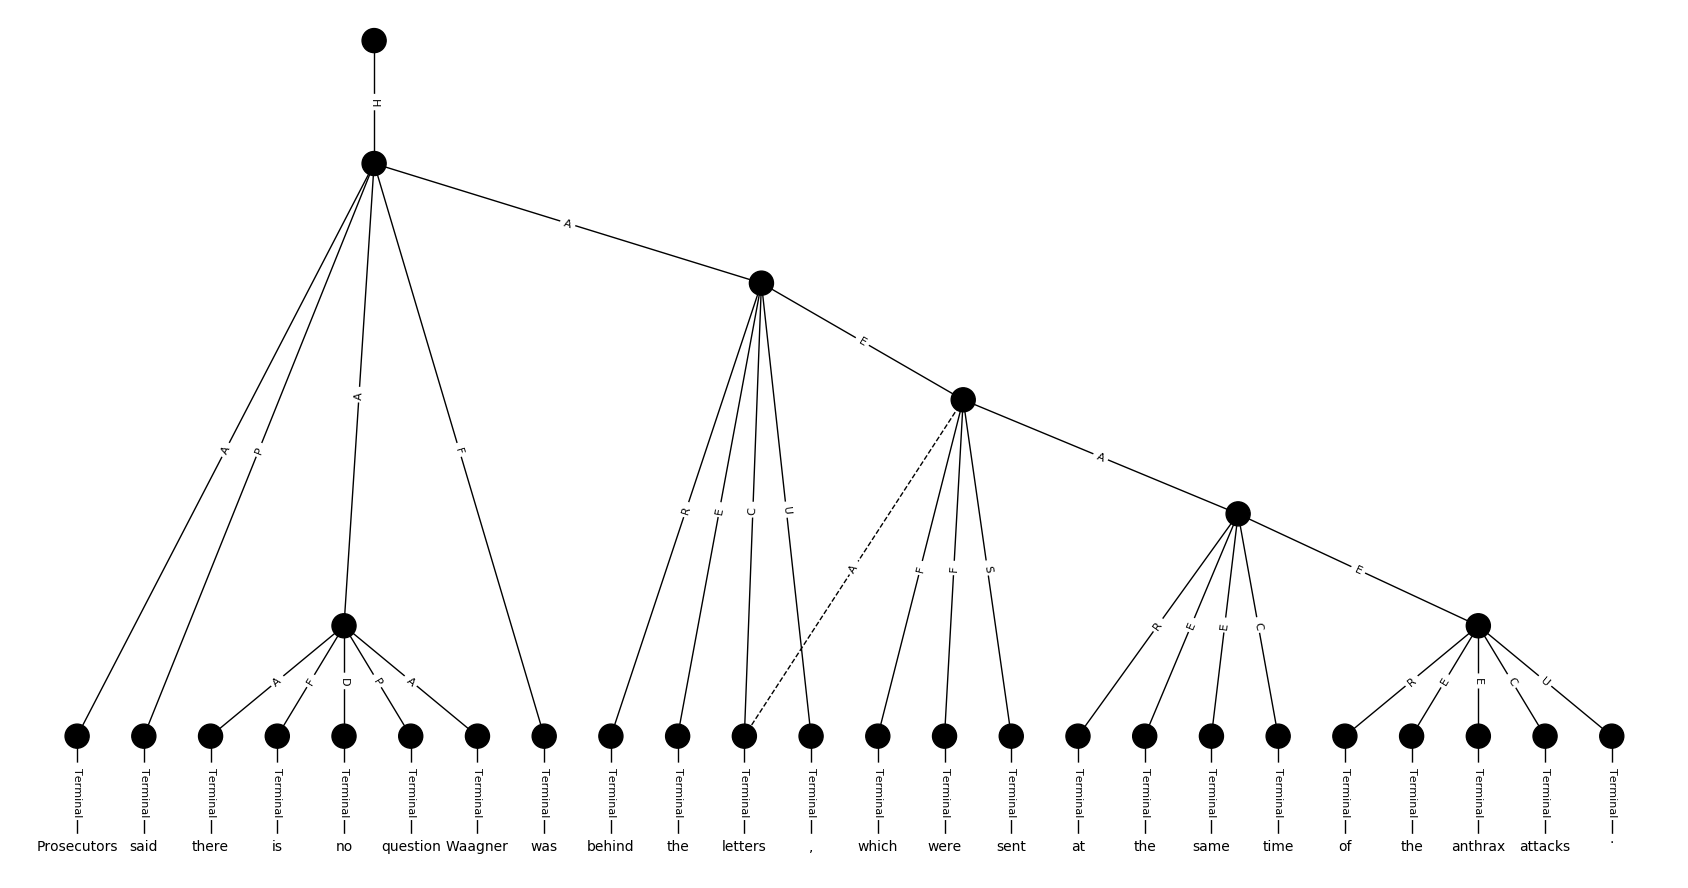 H
A
A
P
A
F
E
R
E
C
U
A
A
F
F
S
E
R
E
E
C
A
F
D
P
A
R
E
E
C
U
Terminal Terminal Terminal Terminal Terminal Terminal Terminal Terminal Terminal Terminal Terminal Terminal Terminal Terminal Terminal Terminal Terminal Terminal Terminal Terminal Terminal Terminal Terminal Terminal
Prosecutors said there is no question Waagner was behind the letters , which were sent at the same time of the anthrax attacks .